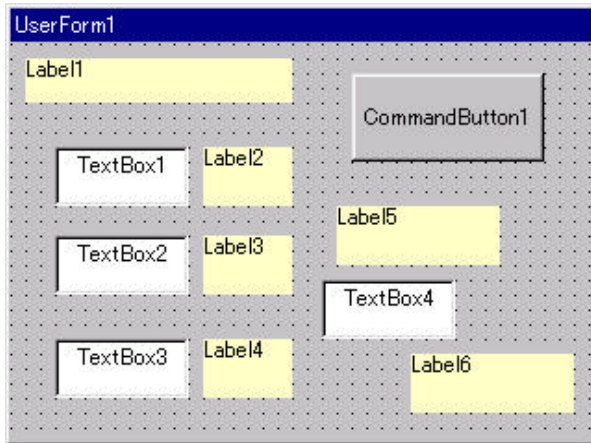 UserForm1
Label1
CommandButton1
TextBox1
Label2
Label5
TextBox2
Label3
TextBox4
TextBox3
Label4
Label6